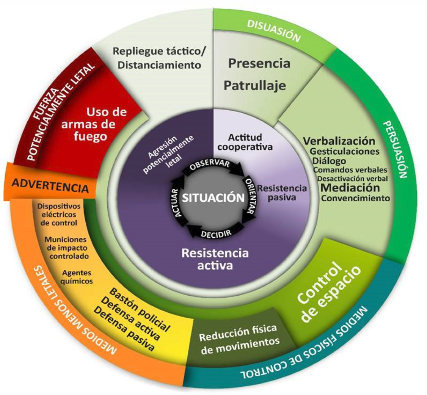 DISUASIÓN
Repliegue táctico/
Distanciamiento
Presencia
Patrullaje
FUERZA
POTENCIALMENTE LETAL
Uso de
armas de
fuego
PERSUASIÓN
Verbalización
Gesticulaciones
Diálogo
Comandos verbales
Desactivación verbal
Mediación
Convencimiento
Agresión
potencialmente
letal
Actitud
cooperativa
Resistencia
pasiva
Resistencia
activa
OBSERVAR
ORIENTAR
DECIDIR
ACTUAR
SITUACIÓN
ADVERTENCIA
Dispositivos
eléctricos
de control
Municiones
de impacto
controlado
Agentes
químicos
MEDIOS MENOS LETALES
Bastón policial
Defensa activa
Defensa pasiva
Reducción física
de movimientos
Control
de espacio
MEDIOS FÍSICOS DE CONTROL